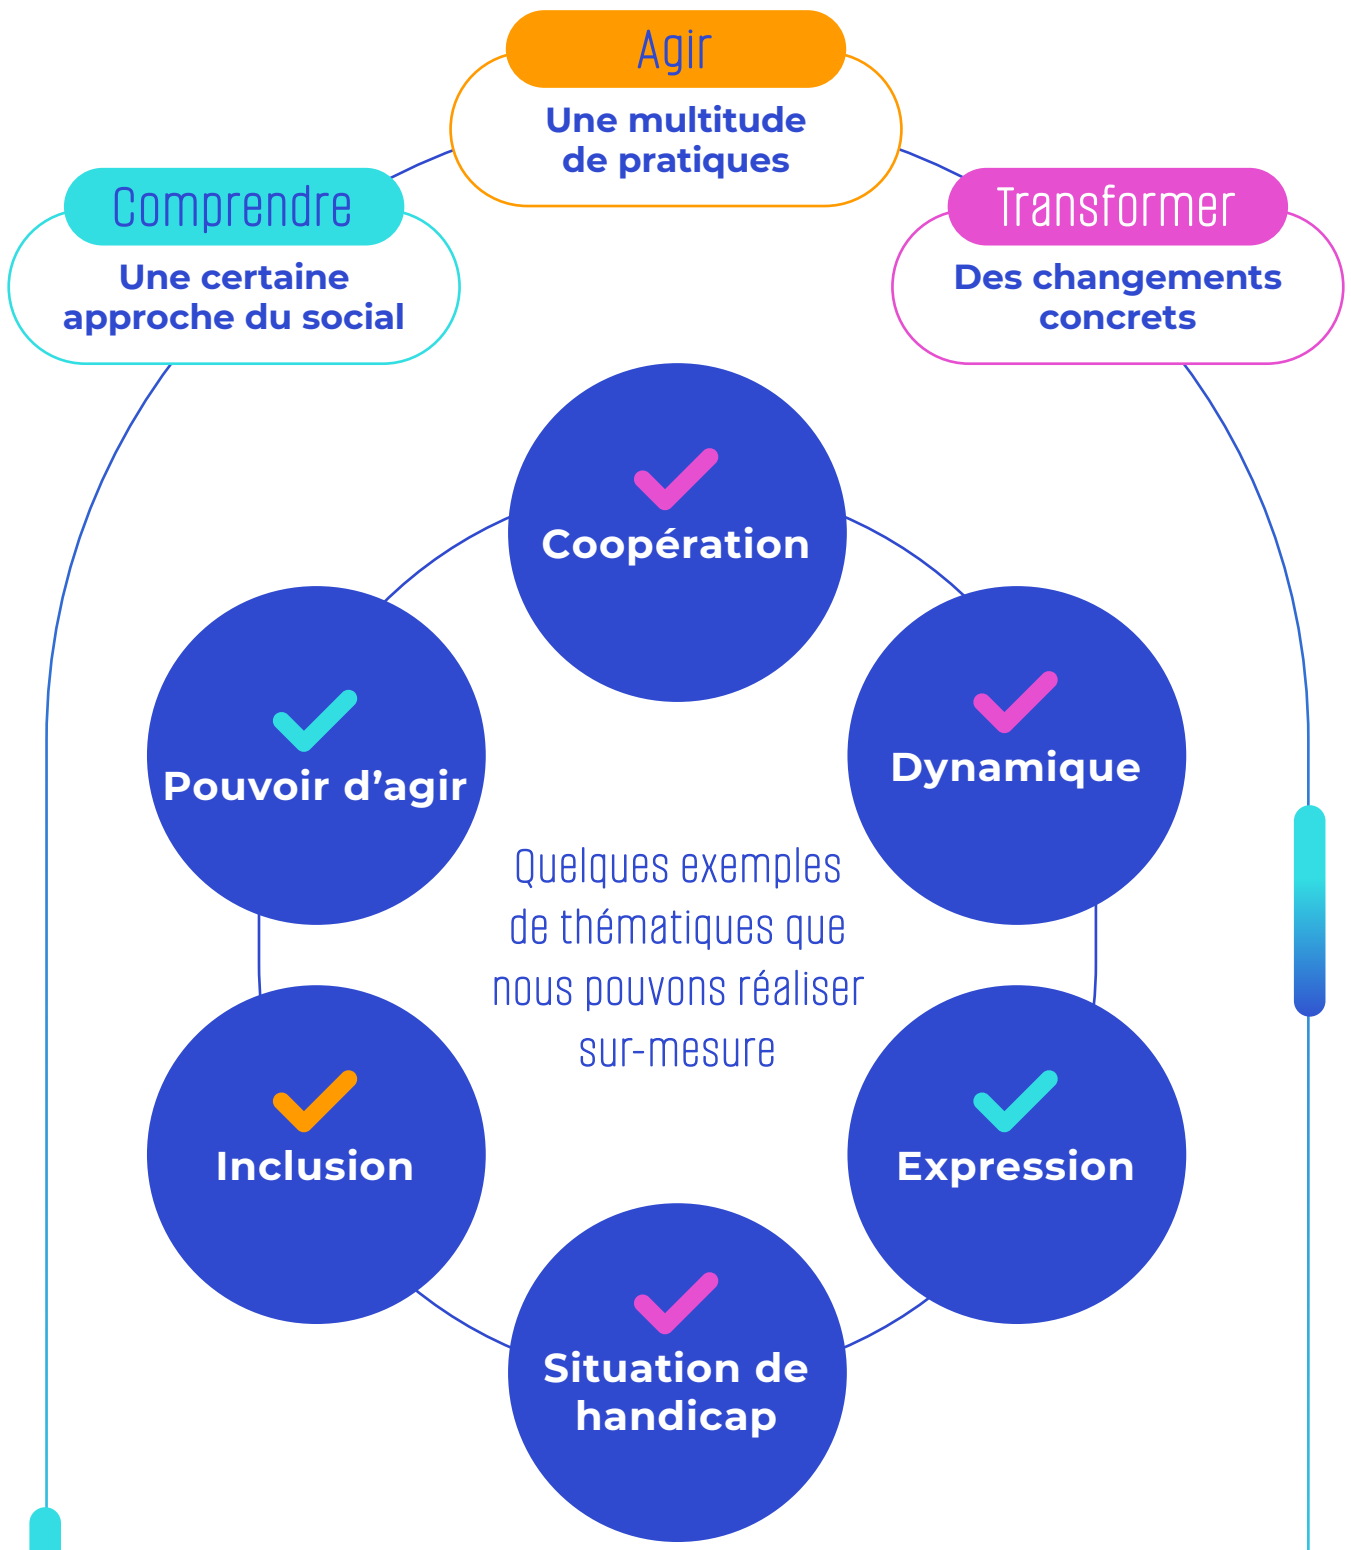 Agir
Une multitude
de pratiques
Comprendre
Une certaine
approche du social
Transformer
Des changements
concrets
Coopération
Pouvoir d’agir
Dynamique
Quelques exemples
de thématiques que
nous pouvons réaliser
sur-mesure
Inclusion
Expression
Situation de
handicap